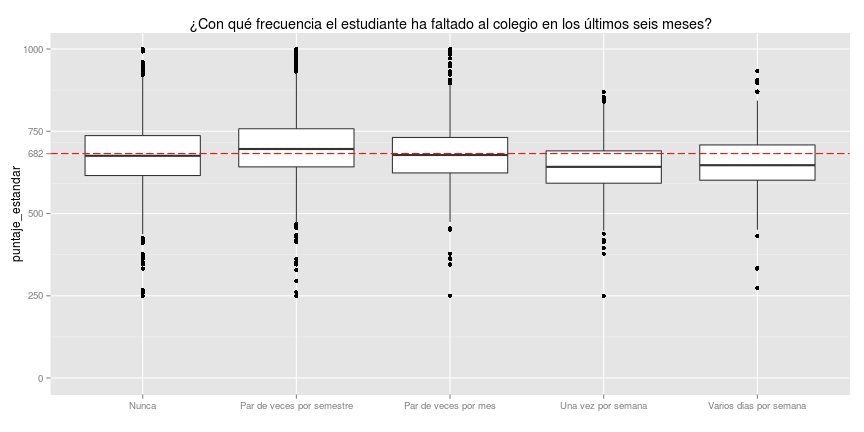 ¿Con qué frecuencia el estudiante ha faltado al colegio en los últimos seis meses?
1000
750
682
500
250
0
puntaje_estandar
Nunca
Par de veces por semestre
Par de veces por mes
Una vez por semana
Varios dias por semana